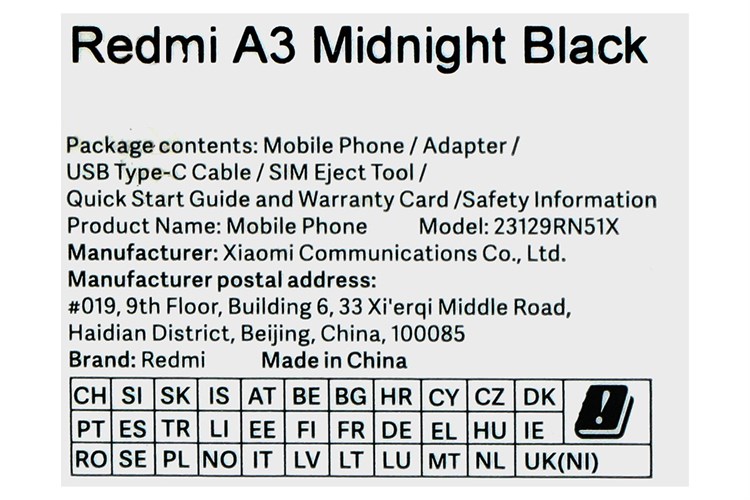 Redmi A3 Midnight Black
Package contents: Mobile Phone / Adapter /
USB Type-C Cable / SIM Eject Tool /
Quick Start Guide and Warranty Card /Safety Information
Product Name: Mobile Phone Model: 23129RN51X
Manufacturer: Xiaomi Communications Co., Ltd.
Manufacturer postal address:
#019, 9th Floor, Building 6, 33 Xi'erqi Middle Road,
Haidian District, Beijing, China, 100085
Brand: Redmi Made in China
CH SI SK IS AT BE BG HR CY CZ DK
PT ES TR LI EE FI FR DE EL HU IE
RO SE PL NO IT LV LT LU MT NL UK(NI)